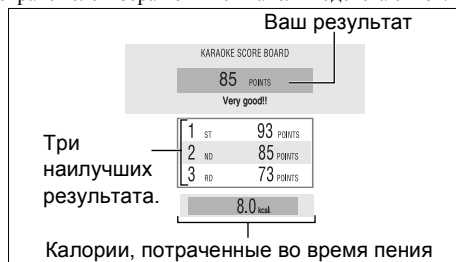 Ваш результат
KARAOKE SCORE BOARD
85 POINTS
Very good!!
1 ST 93 POINTS
2 ND 85 POINTS
3 RD 73 POINTS
Три
наилучших
результата.
8.0 kcal
Калории, потраченные во время пения